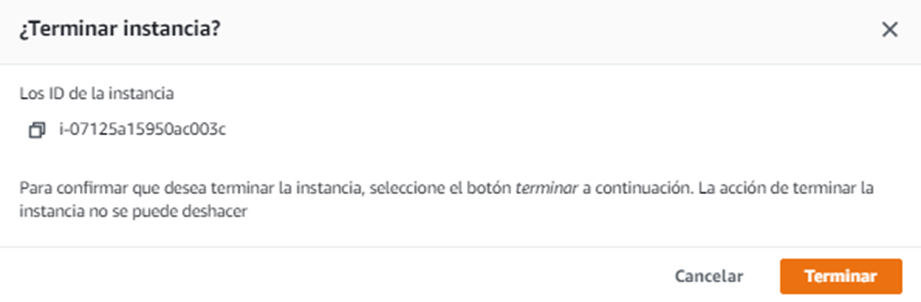 ¿Terminar instancia?
Los ID de la instancia
i-07125a15950ac003c
Para confirmar que desea terminar la instancia, seleccione el botón terminar a continuación. La acción de terminar la
instancia no se puede deshacer
Cancelar
Terminar